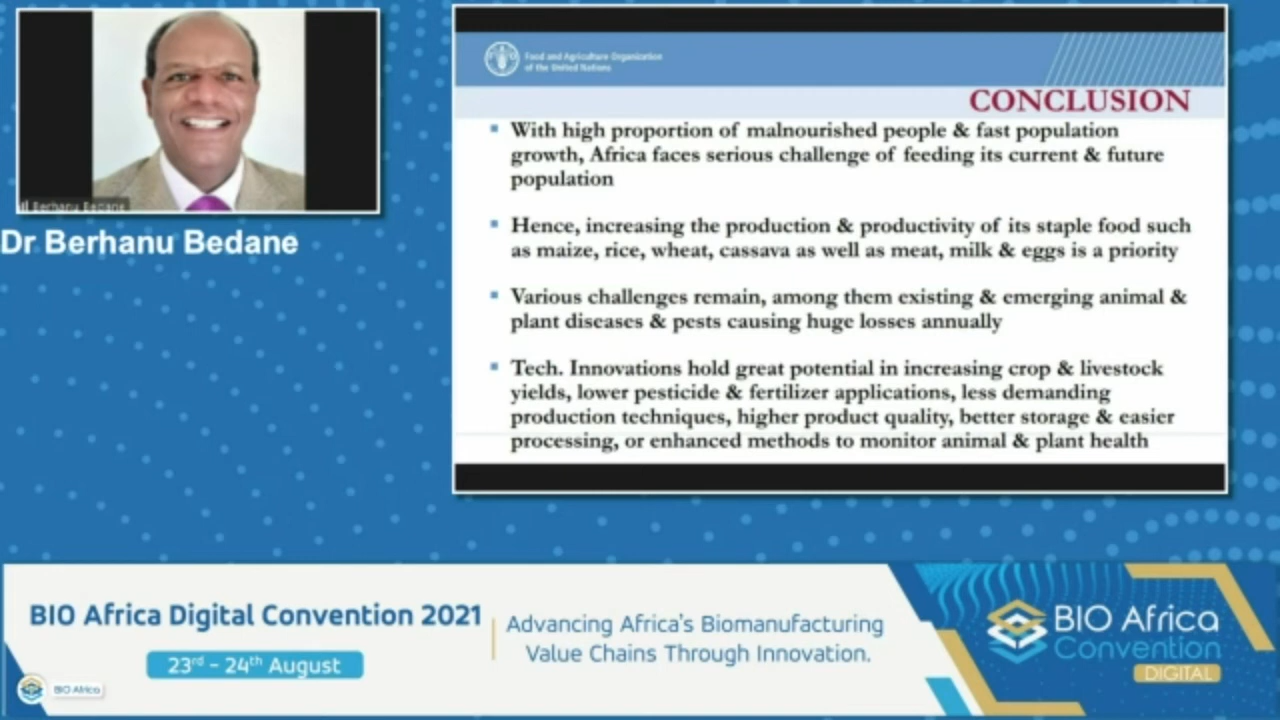 Berhanu Bedane
Dr Berhanu Bedane
Food and Agriculture Organization
of the United Nations
CONCLUSION
▪ With high proportion of malnourished people & fast population
growth, Africa faces serious challenge of feeding its current & future
population
▪ Hence, increasing the production & productivity of its staple food such
as maize, rice, wheat, cassava as well as meat, milk & eggs is a priority
▪ Various challenges remain, among them existing & emerging animal &
plant diseases & pests causing huge losses annually
▪ Tech. Innovations hold great potential in increasing crop & livestock
yields, lower pesticide & fertilizer applications, less demanding
production techniques, higher product quality, better storage & easier
processing, or enhanced methods to monitor animal & plant health
BIO Africa Digital Convention 2021
23rd - 24th August
Advancing Africa's Biomanufacturing
Value Chains Through Innovation.
BIO Africa
Convention
DIGITAL
BIO Africa